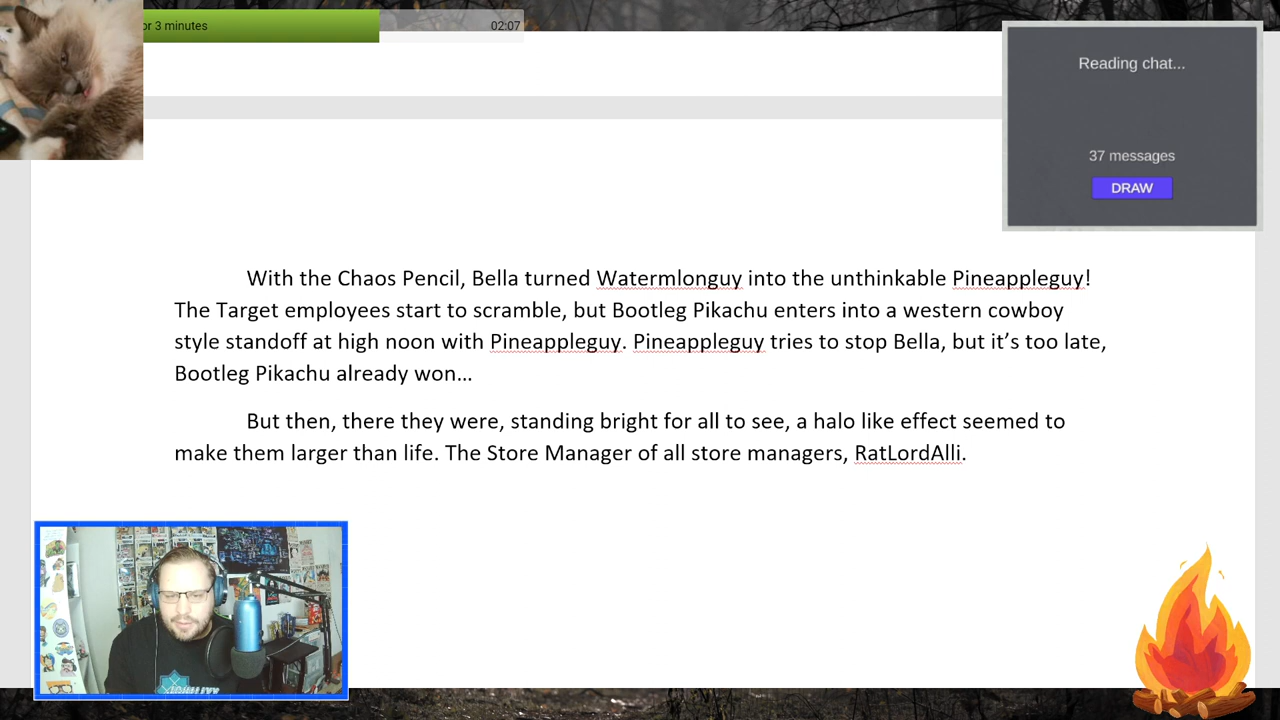 or 3 minutes
02:07
Reading chat...
37 messages
DRAW
With the Chaos Pencil, Bella turned Watermlonguy into the unthinkable Pineappleguy!
The Target employees start to scramble, but Bootleg Pikachu enters into a western cowboy
style standoff at high noon with Pineappleguy. Pineappleguy tries to stop Bella, but it’s too late,
Bootleg Pikachu already won…
But then, there they were, standing bright for all to see, a halo like effect seemed to
make them larger than life. The Store Manager of all store managers, RatLordAlli.